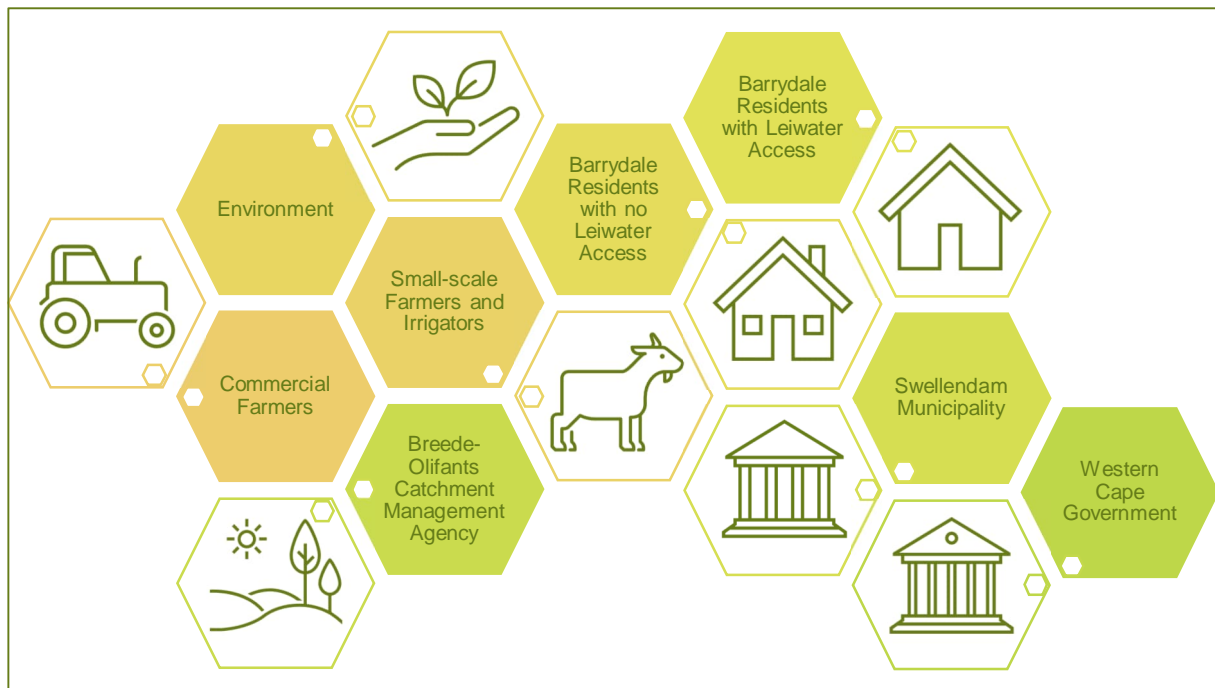 Barrydale
Residents
with Leiwater
Access
Environment
Barrydale
Residents
with no
Leiwater
Access
Small-scale
Farmers and
Irrigators
Commercial
Farmers
Swellendam
Municipality
Breede-
Olifants
Catchment
Management
Agency
Western
Cape
Government